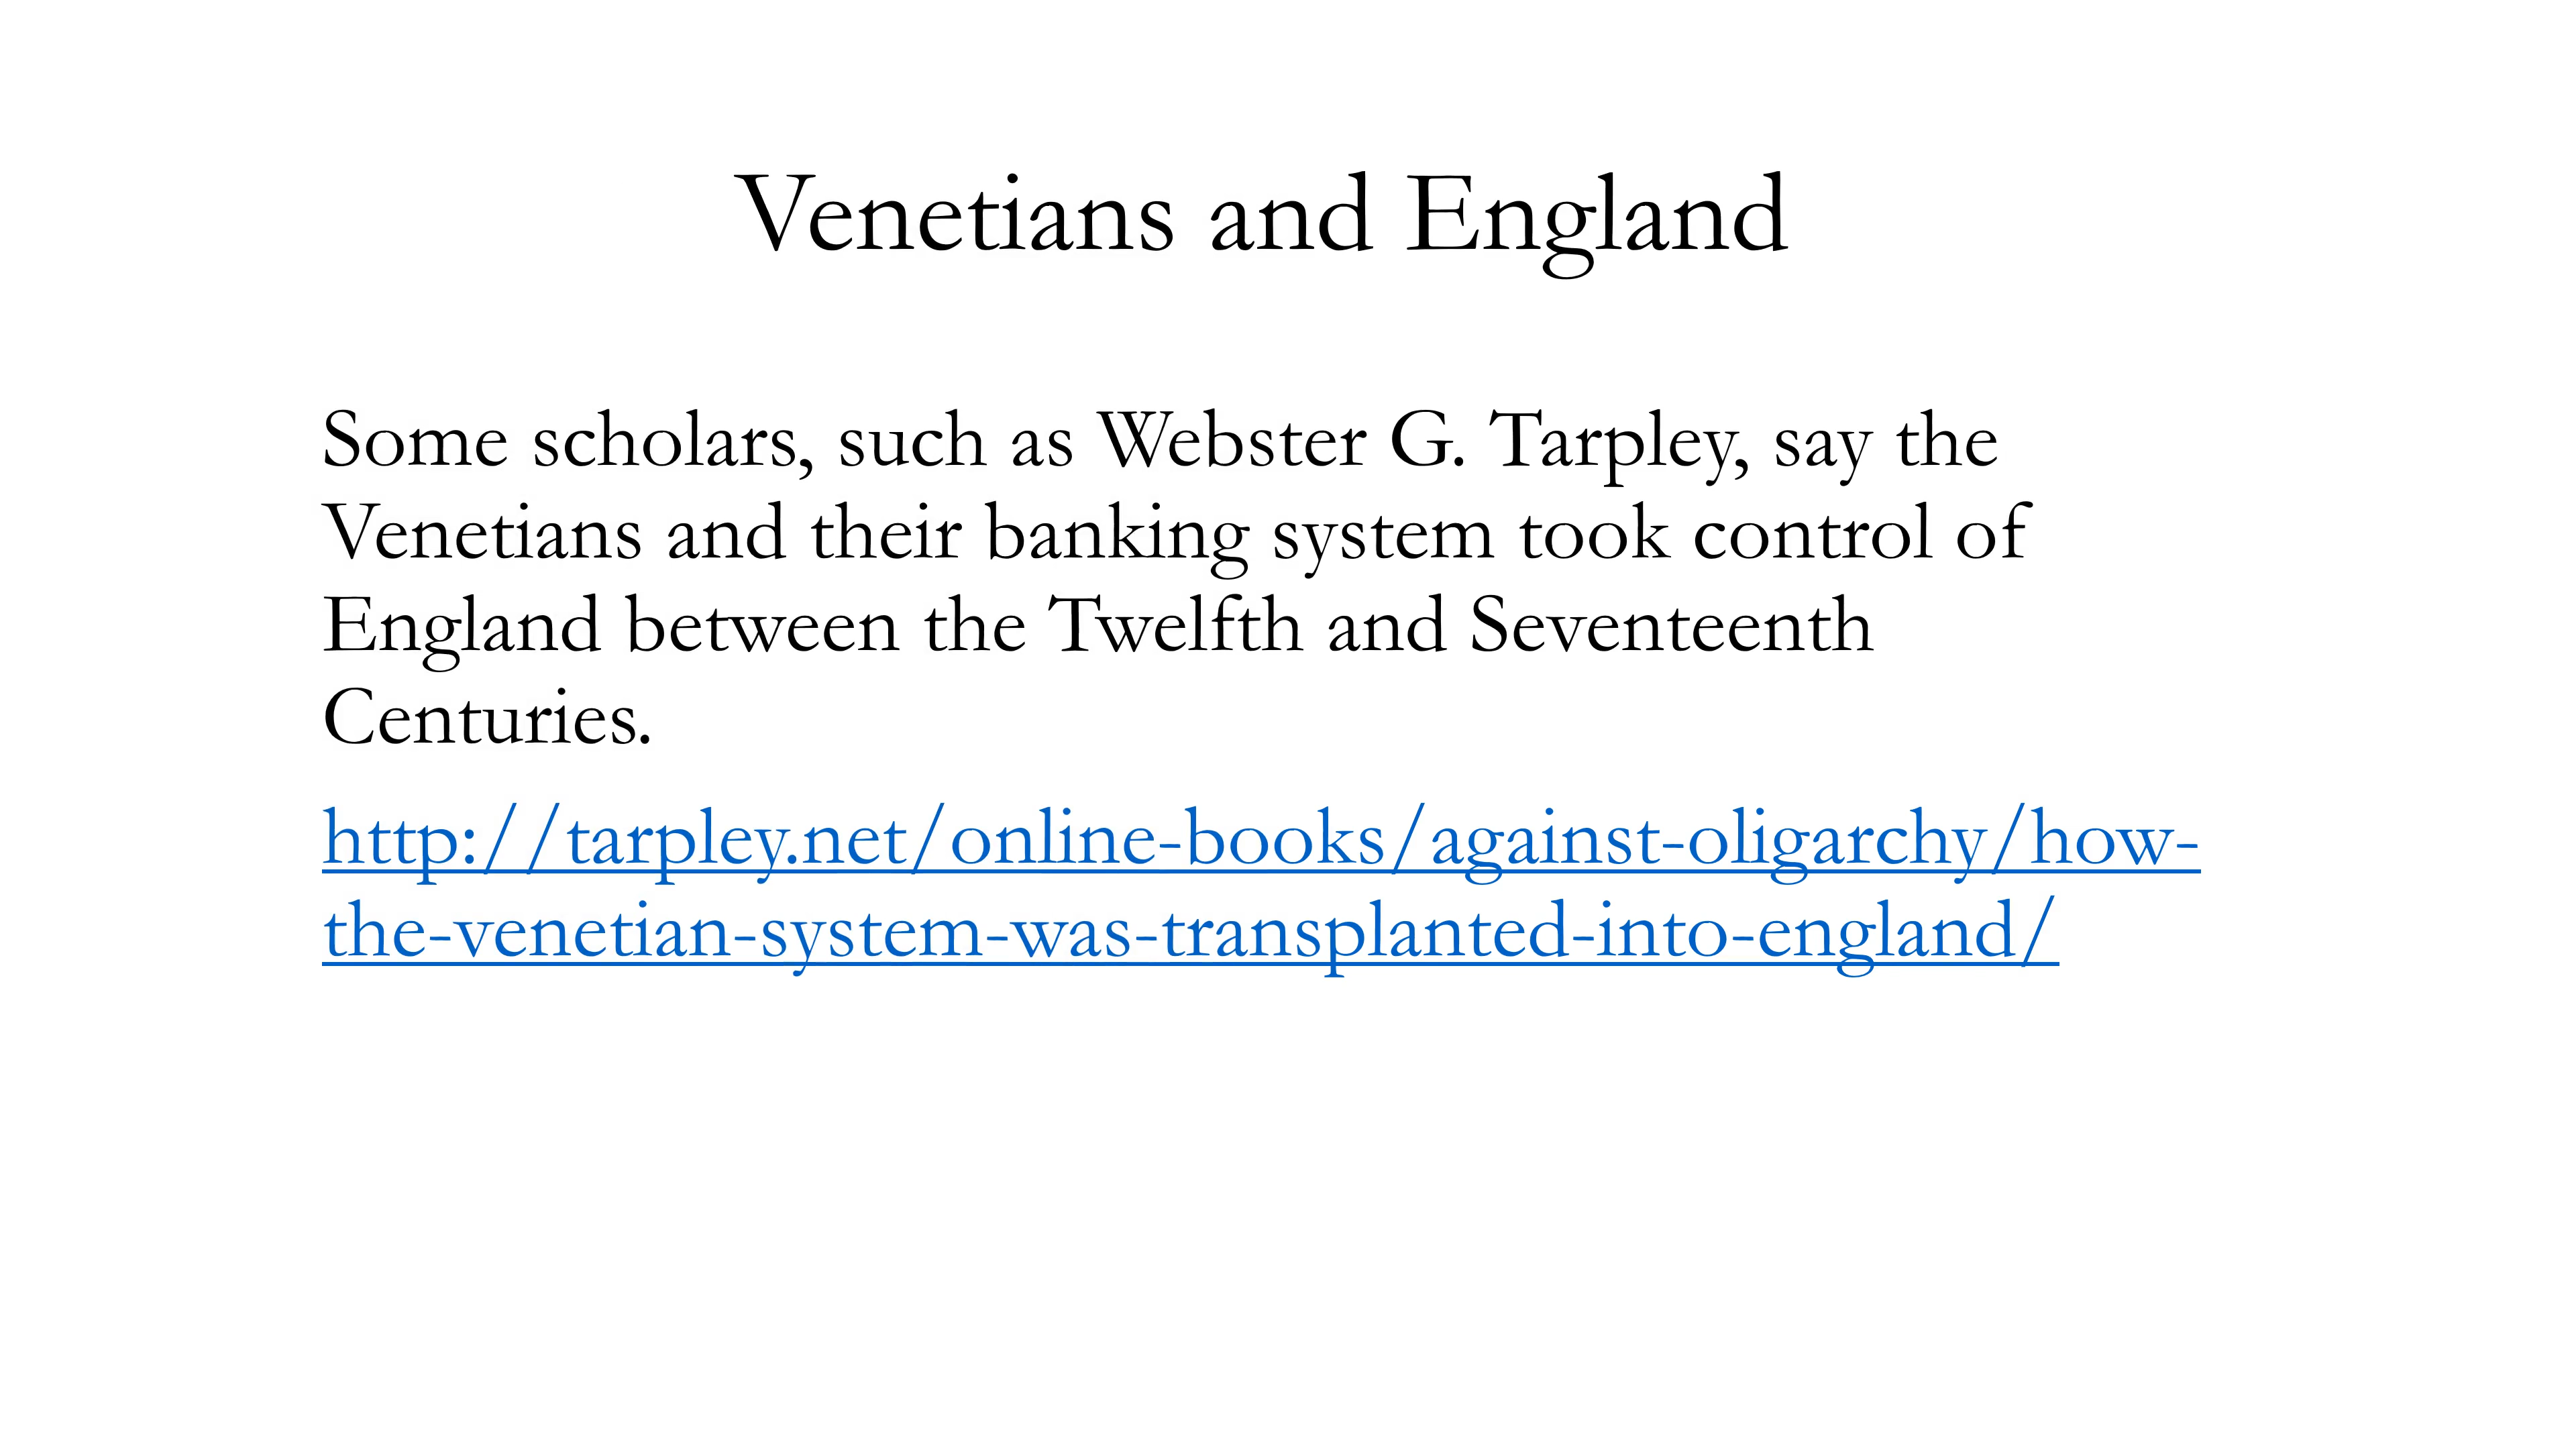 Venetians and England
Some scholars, such as Webster G. Tarpley, say the
Venetians and their banking system took control of
England between the Twelfth and Seventeenth
Centuries.
http://tarpley.net/online-books/against-oligarchy/how-
the-venetian-system-was-transplanted-into-england/